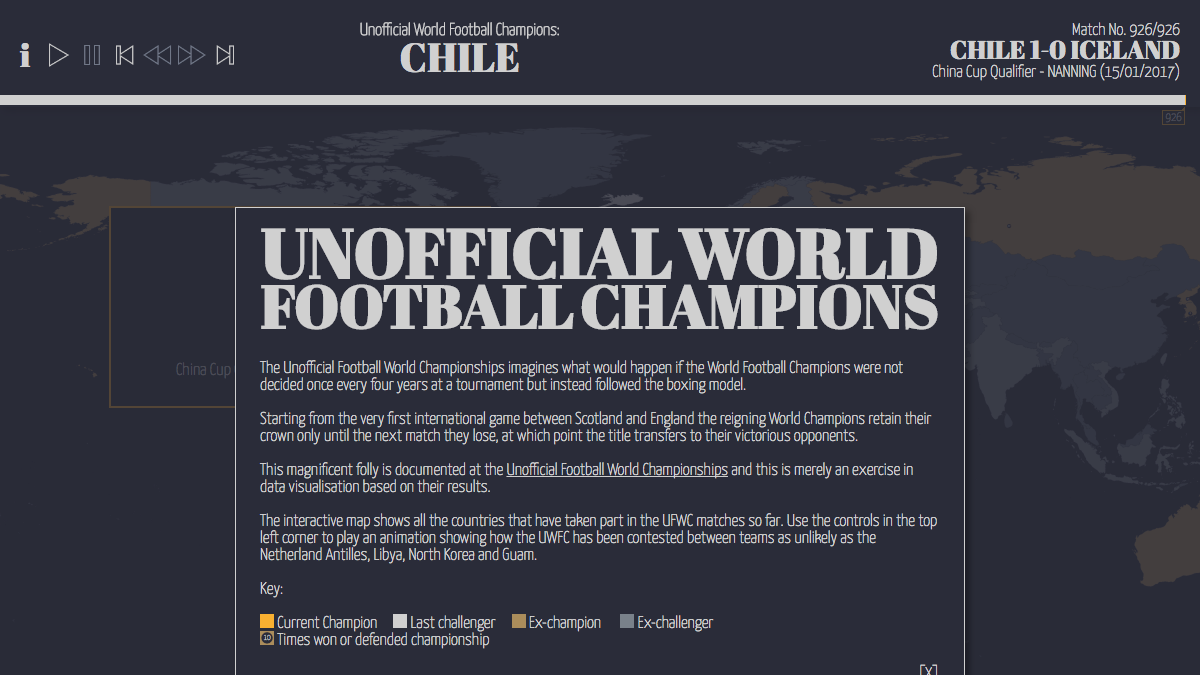 Unofficial World Football Champions:
CHILE
Match No. 926/926
CHILE 1-0 ICELAND
China Cup Qualifier - NANNING (15/01/2017)
926
UNOFFICIAL WORLD
FOOTBALL CHAMPIONS
The Unofficial Football World Championships imagines what would happen if the World Football Champions were not
decided once every four years at a tournament but instead followed the boxing model.
Starting from the very first international game between Scotland and England the reigning World Champions retain their
crown only until the next match they lose, at which point the title transfers to their victorious opponents.
China Cup
This magnificent folly is documented at the Unofficial Football World Championships and this is merely an exercise in
data visualisation based on their results.
The interactive map shows all the countries that have taken part in the UFWC matches so far. Use the controls in the top
left corner to play an animation showing how the UWFC has been contested between teams as unlikely as the
Netherland Antilles, Libya, North Korea and Guam.
Key:
Current Champion Last challenger Ex-champion Ex-challenger
10 Times won or defended championship
[X]